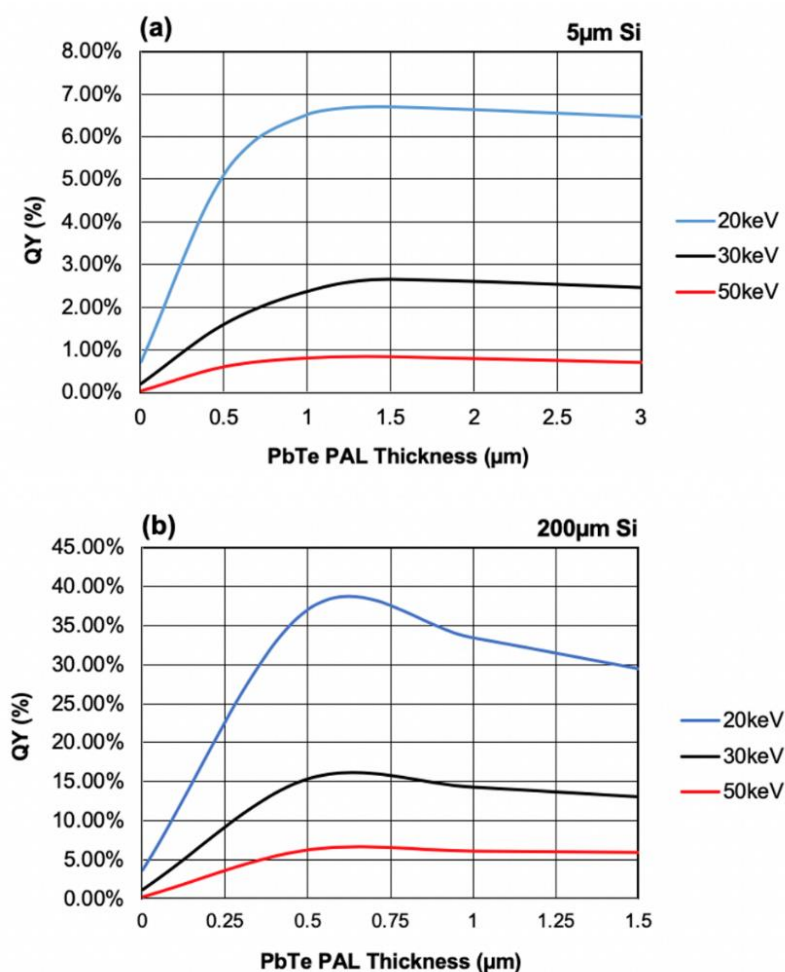 (a)
5µm Si
8.00%
7.00%
6.00%
5.00%
4.00%
3.00%
2.00%
1.00%
0.00%
QY (%)
0 0.5 1 1.5 2 2.5 3
PbTe PAL Thickness (µm)
20keV
30keV
50keV
(b)
200µm Si
45.00%
40.00%
35.00%
30.00%
25.00%
20.00%
15.00%
10.00%
5.00%
0.00%
QY (%)
0 0.25 0.5 0.75 1 1.25 1.5
PbTe PAL Thickness (µm)
20keV
30keV
50keV